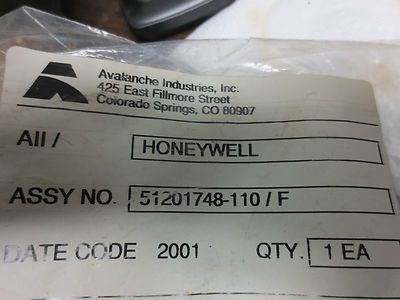 Avalanche Industries, Inc.
425 East Fillmore Street
Colorado Springs, CO 80907
AII / HONEYWELL
ASSY NO. 51201748-110 / F
DATE CODE 2001 QTY. 1 EA